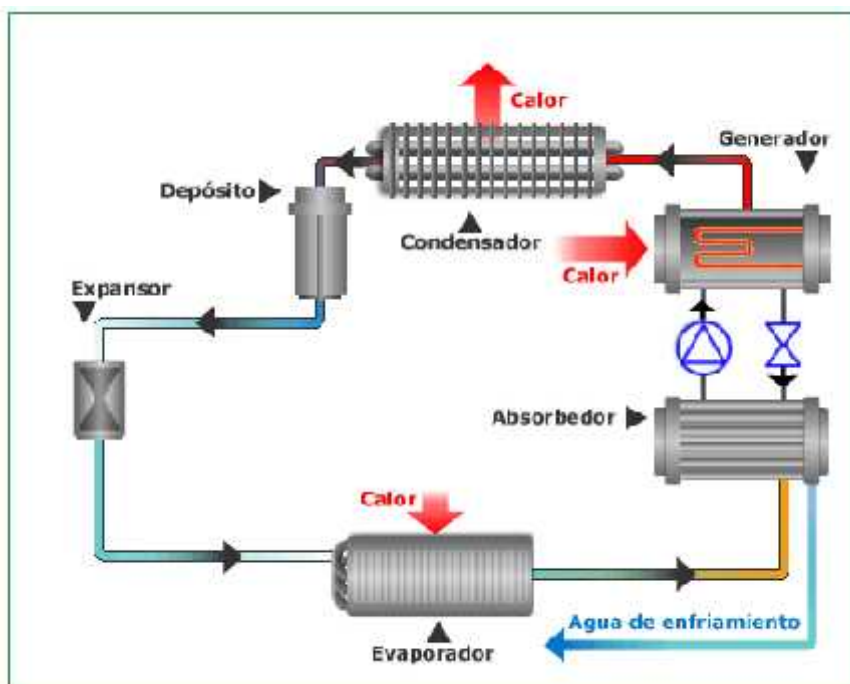 Calor
Generador
Depósito
Condensador
Calor
Expansor
Absorbedor
Calor
Agua de enfriamiento
Evaporador